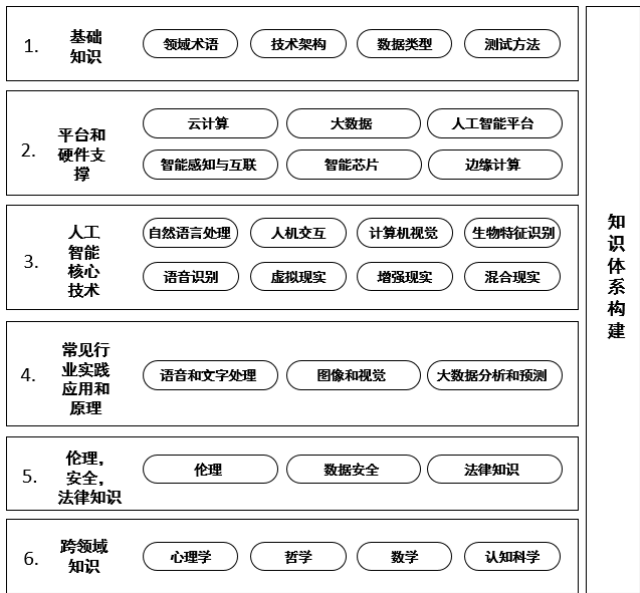 1.
基础
知识
领域术语 技术架构 数据类型 测试方法
2.
平台和
硬件支
撑
云计算 大数据 人工智能平台
智能感知与互联 智能芯片 边缘计算
3.
人工
智能
核心
技术
自然语言处理 人机交互 计算机视觉 生物特征识别
语音识别 虚拟现实 增强现实 混合现实
4.
常见行
业实践
应用和
原理
语音和文字处理 图像和视觉 大数据分析和预测
5.
伦理,
安全,
法律知识
伦理 数据安全 法律知识
6.
跨领域
知识
心理学 哲学 数学 认知科学
知
识
体
系
构
建